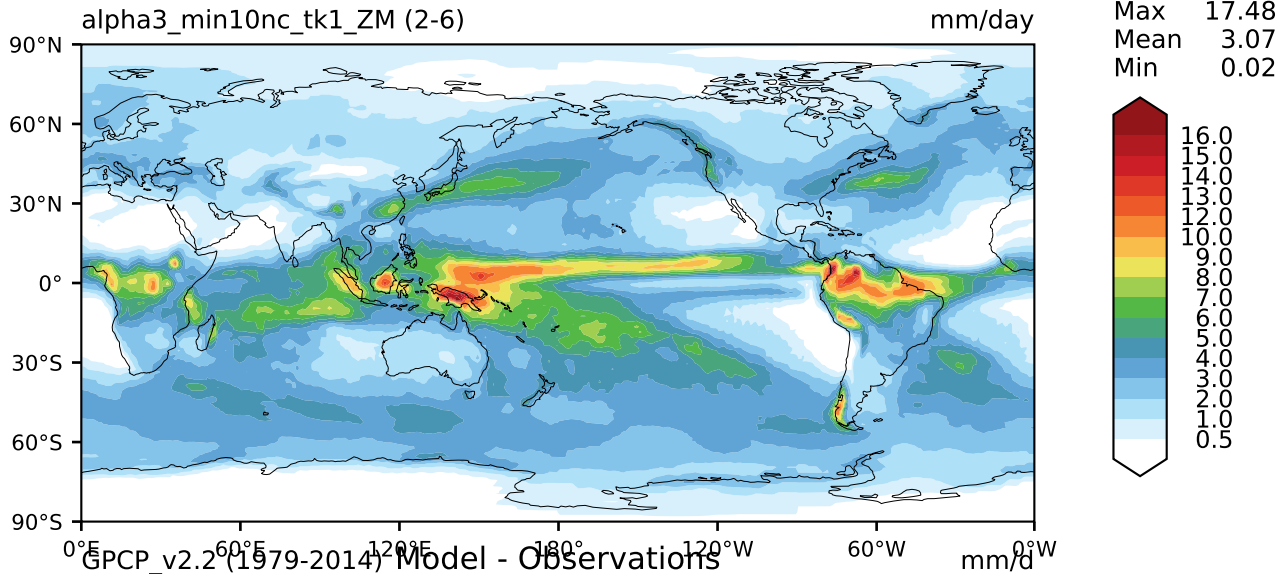 alpha3_min10nc_tk1_ZM (2-6) mm/day
Max 17.48
Mean 3.07
Min 0.02
90°N
60°N
30°N
0°
30°S
60°S
90°S
16.0
15.0
14.0
13.0
12.0
10.0
9.0
8.0
7.0
6.0
5.0
4.0
3.0
2.0
1.0
0.5
0°E 60°E 120°E 180° 120°W 60°W 0°W
GPCP_v2.2 (1979-2014) Model - Observations mm/d